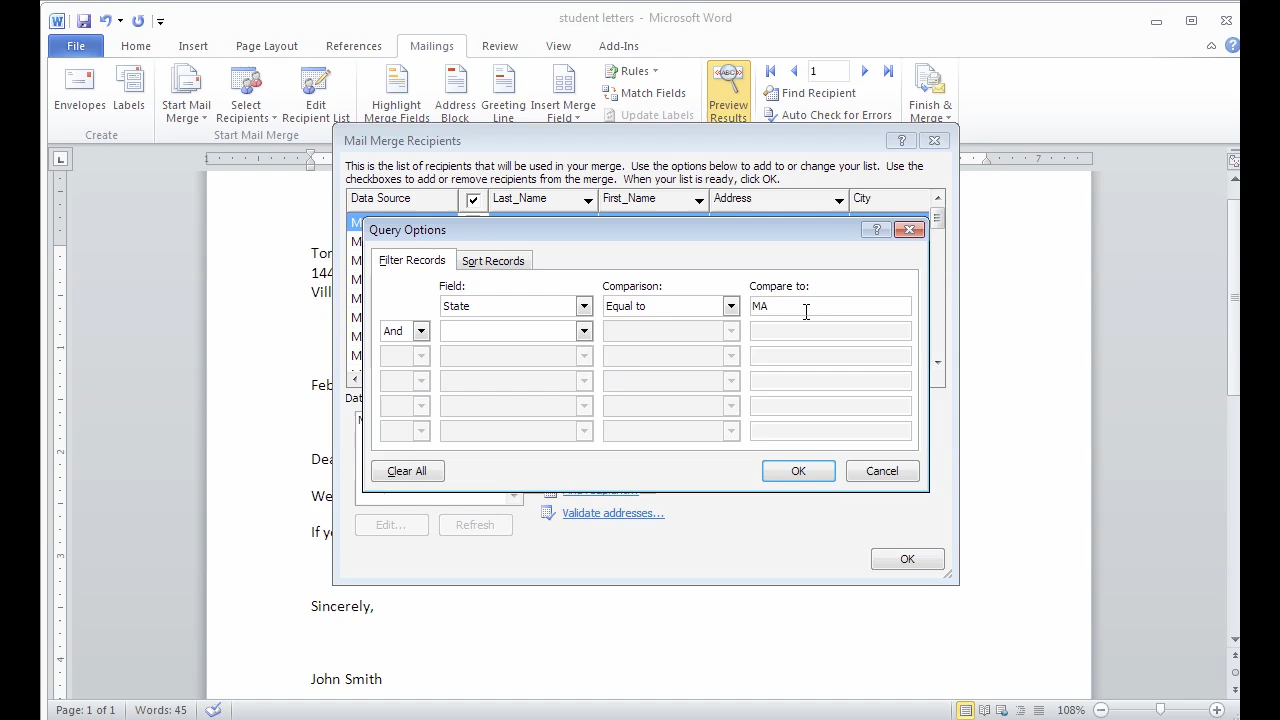 student letters - Microsoft Word
File Home Insert Page Layout References Mailings Review View Add-Ins
Envelopes Labels Start Mail Merge Select Recipients Edit Recipient List Highlight Merge Fields Address Block Greeting Line Insert Merge Field Rules Match Fields Update Labels Preview Results 1 Find Recipient Auto Check for Errors Finish & Merge
Create Start Mail Merge
Mail Merge Recipients
This is the list of recipients that will be used in your merge. Use the options below to add to or change your list. Use the
checkboxes to add or remove recipients from the merge. When your list is ready, click OK.
Data Source Last_Name First_Name Address City
Query Options
Filter Records Sort Records
Field: Comparison: Compare to:
State Equal to MA
And
Clear All OK Cancel
Validate addresses...
Edit... Refresh
OK
Sincerely,
John Smith
Page: 1 of 1 Words: 45 108%